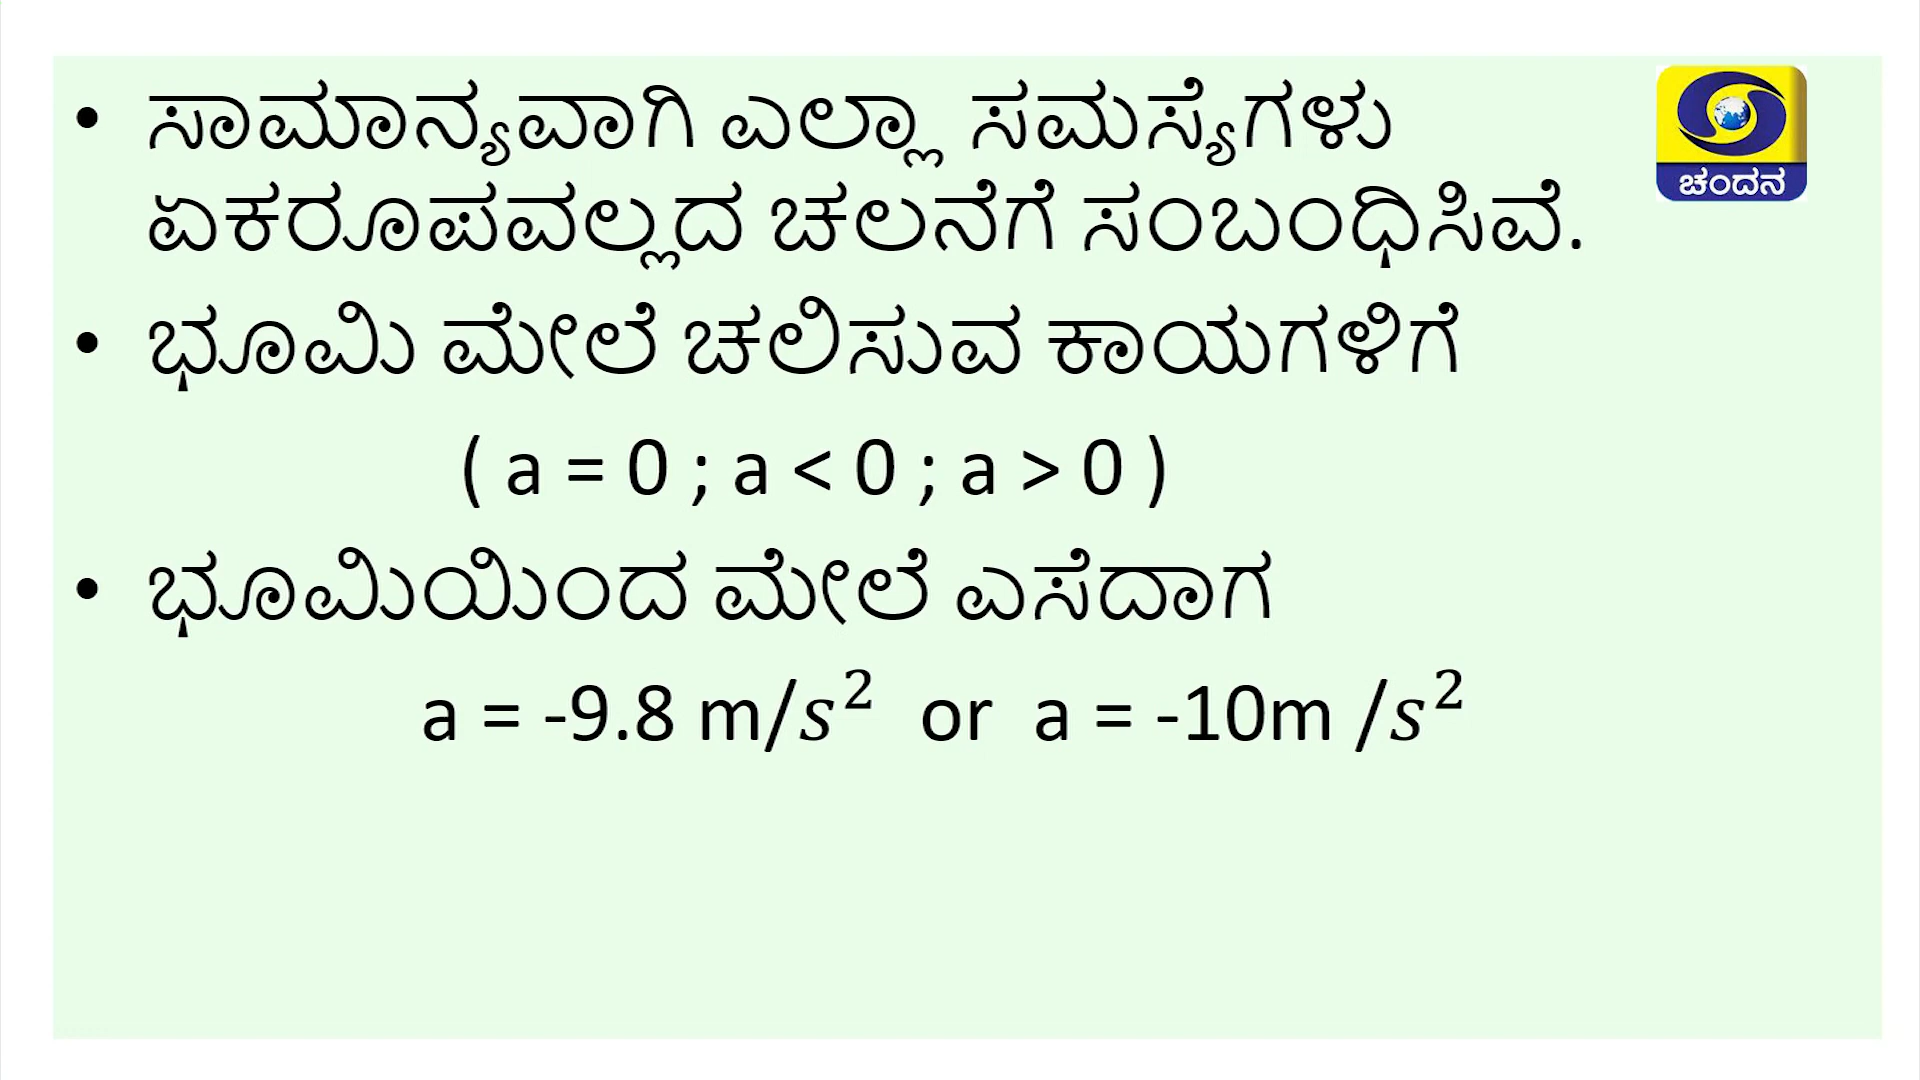 • ಸಾಮಾನ್ಯವಾಗಿ ಎಲ್ಲಾ ಸಮಸ್ಯೆಗಳು
ಏಕರೂಪವಲ್ಲದ ಚಲನೆಗೆ ಸಂಬಂಧಿಸಿವೆ.
• ಭೂಮಿ ಮೇಲೆ ಚಲಿಸುವ ಕಾಯಗಳಿಗೆ
( a = 0 ; a < 0 ; a > 0 )
• ಭೂಮಿಯಿಂದ ಮೇಲೆ ಎಸೆದಾಗ
a = -9.8 m/s² or a = -10m /s²
ಚಂದನ